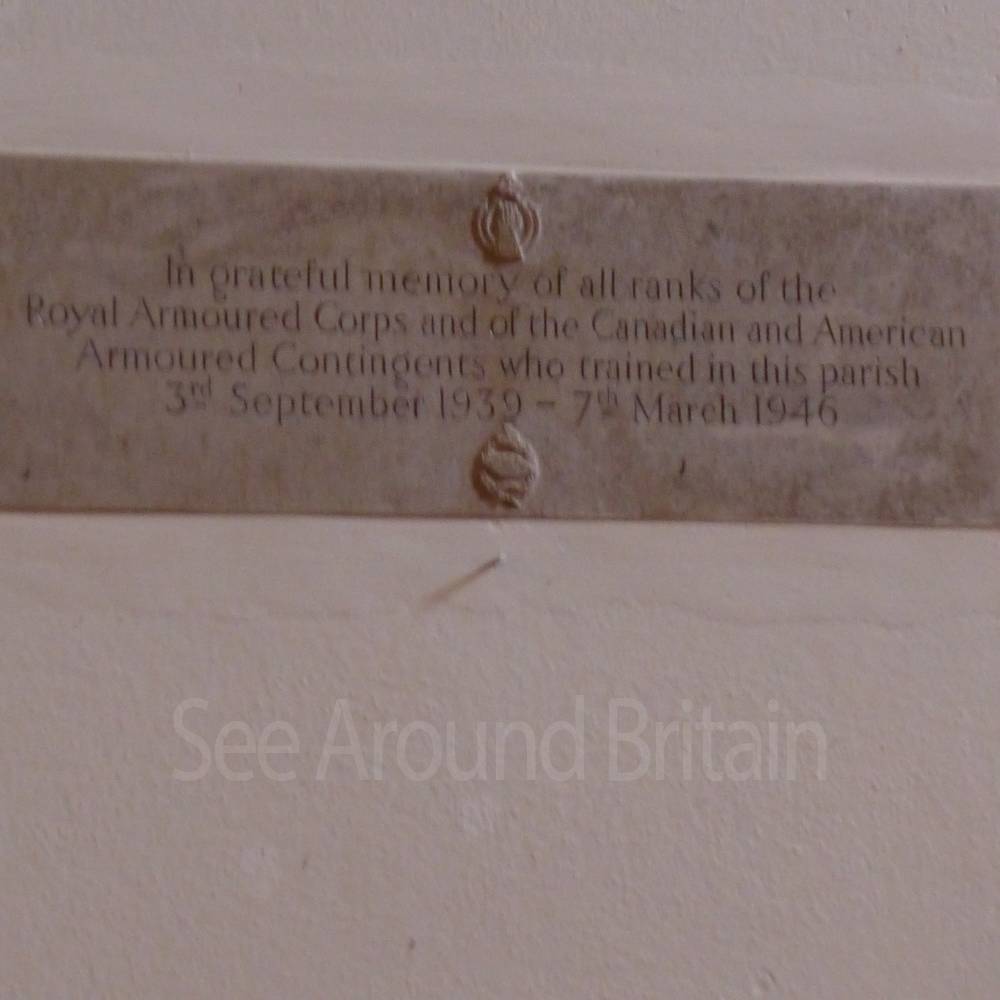 In grateful memory of all ranks of the
Royal Armoured Corps and of the Canadian and American
Armoured Contingents who trained in this parish
3rd September 1939 – 7th March 1946
See Around Britain